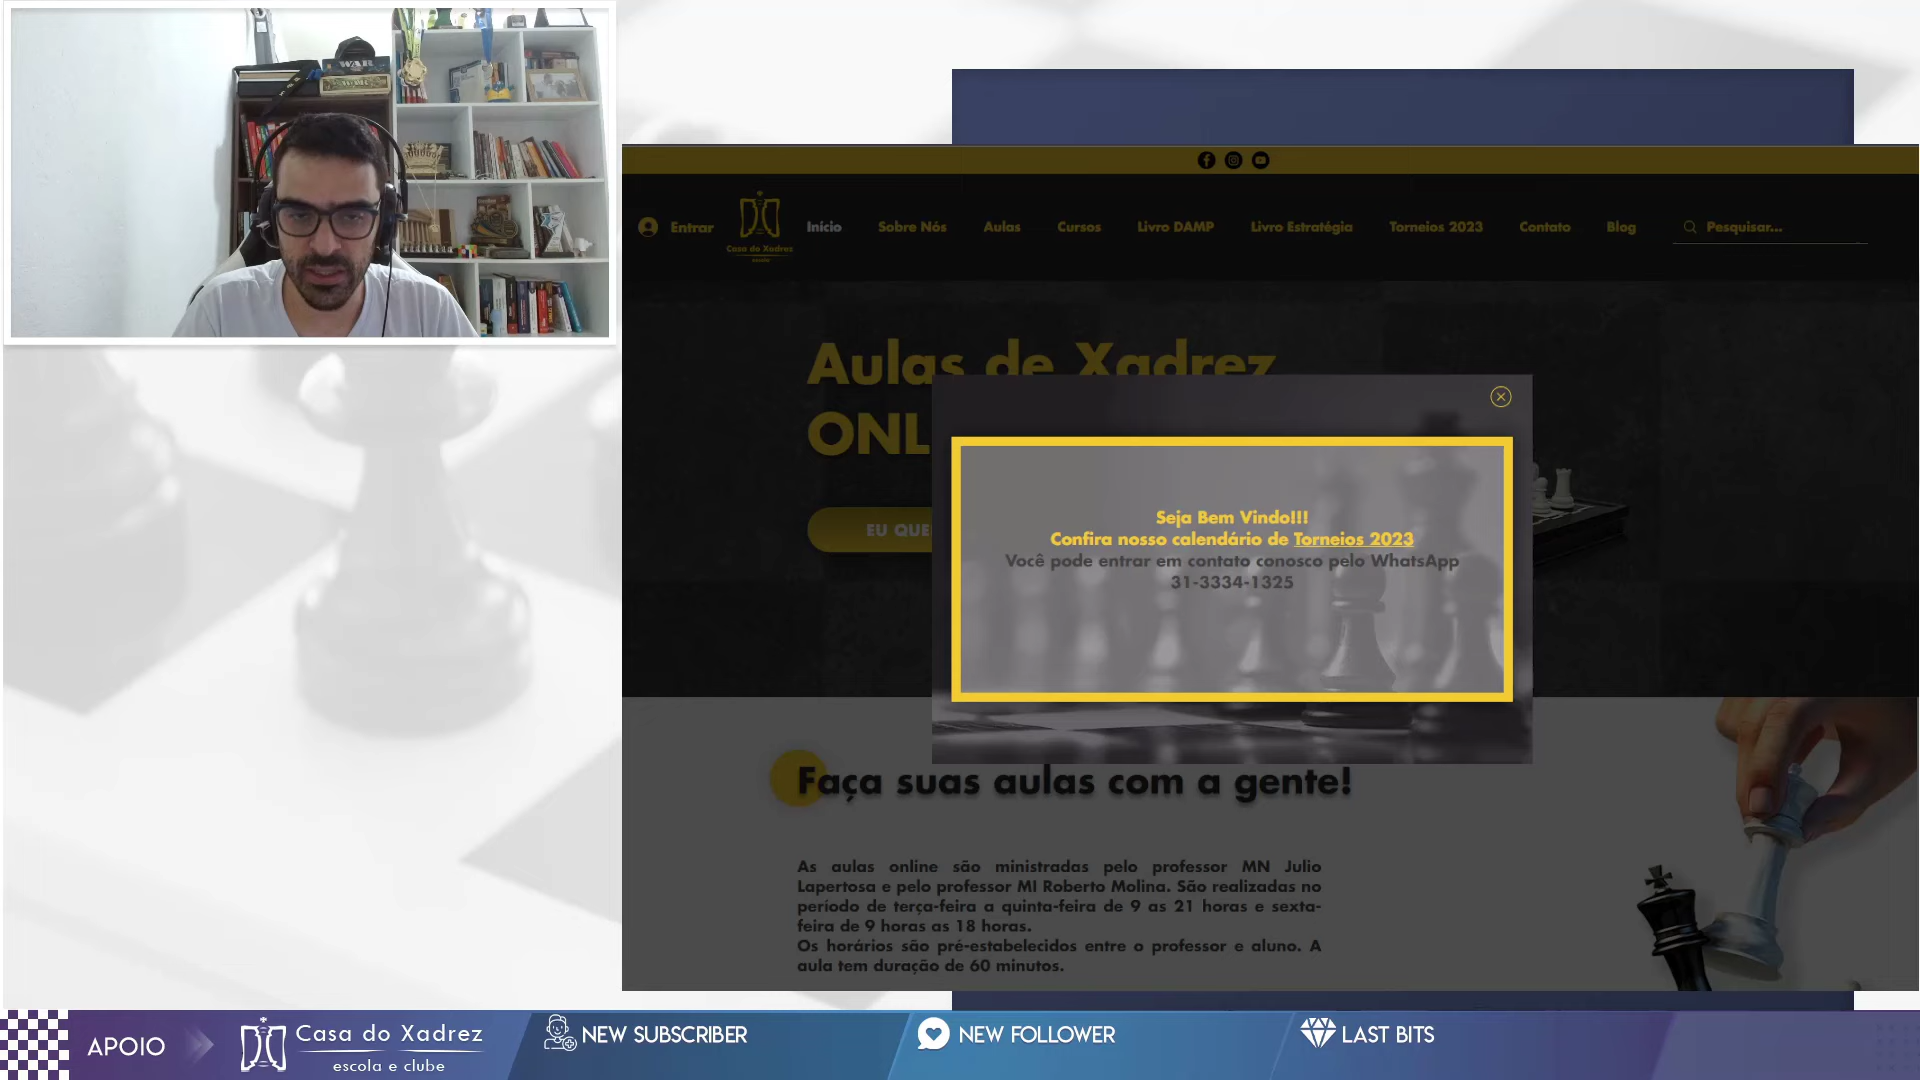 WAR
Entrar
Casa do Xadrez
escola
Início
Sobre Nós
Aulas
Cursos
Livro DAMP
Livro Estratégia
Torneios 2023
Contato
Blog
Pesquisar...
Aulas de Xadrez
ONL
EU QUE
Seja Bem Vindo!!!
Confira nosso calendário de Torneios 2023
Você pode entrar em contato conosco pelo WhatsApp
31-3334-1325
Faça suas aulas com a gente!
As aulas online são ministradas pelo professor MN Julio
Lapertosa e pelo professor MI Roberto Molina. São realizadas no
período de terça-feira a quinta-feira de 9 as 21 horas e sexta-
feira de 9 horas as 18 horas.
Os horários são pré-estabelecidos entre o professor e aluno. A
aula tem duração de 60 minutos.
APOIO
Casa do Xadrez
escola e clube
NEW SUBSCRIBER
NEW FOLLOWER
LAST BITS